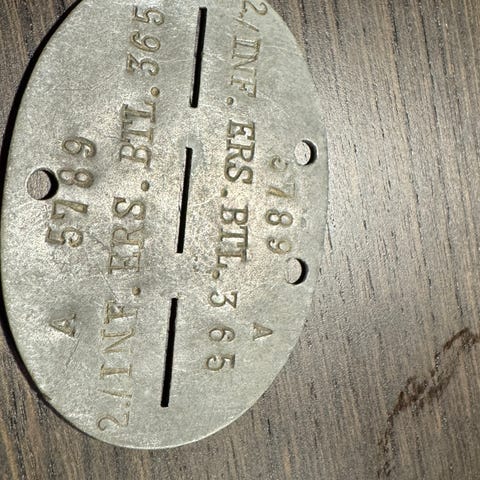 A 5789
2./INF. ERS. BTL. 365
5789 A
2./INF. ERS. BTL. 365